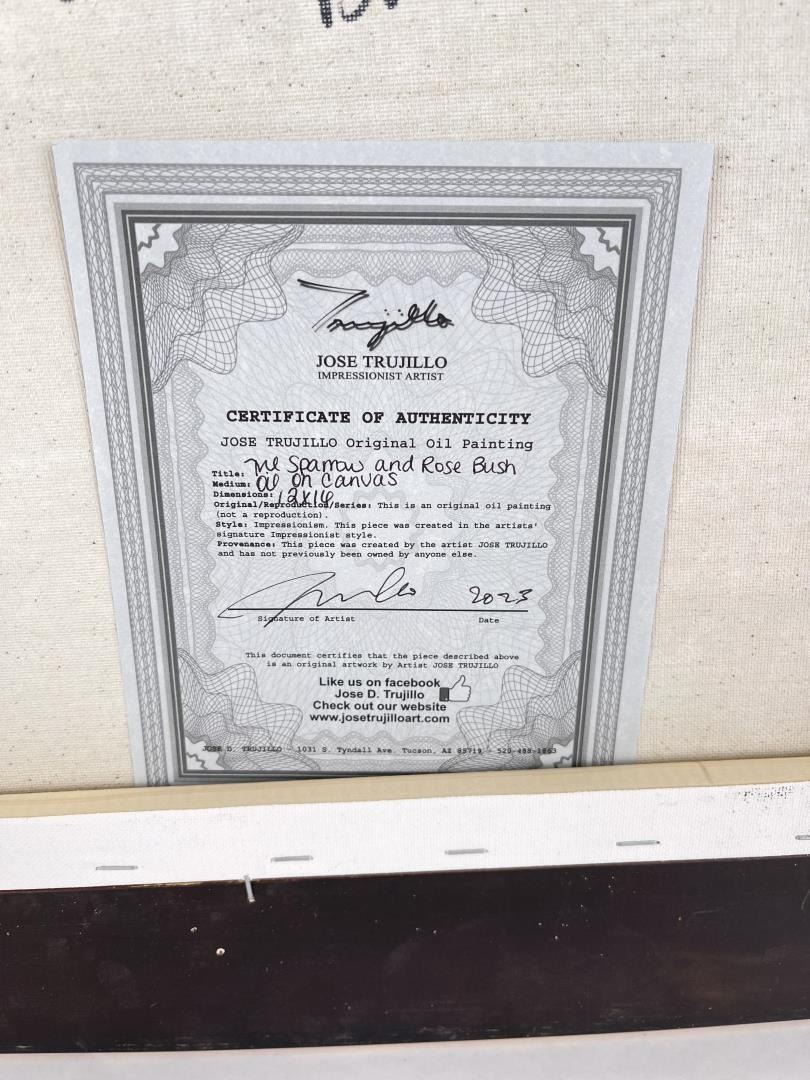 Trujillo
JOSE TRUJILLO
IMPRESSIONIST ARTIST
CERTIFICATE OF AUTHENTICITY
JOSE TRUJILLO Original Oil Painting
Title: The Sparrow and Rose Bush
Medium: Oil on Canvas
Dimensions: 12x16
Original/Reproduction/Series: This is an original oil painting
(not a reproduction).
Style: Impressionism. This piece was created in the artists'
signature Impressionist style.
Provenance: This piece was created by the artist JOSE TRUJILLO
and has not previously been owned by anyone else.
2023
Signature of Artist Date
This document certifies that the piece described above
is an original artwork by Artist JOSE TRUJILLO
Like us on facebook
Jose D. Trujillo
Check out our website
www.josetrujilloart.com
JOSE D. TRUJILLO - 1031 S. Tyndall Ave. Tucson, AZ 85719 -